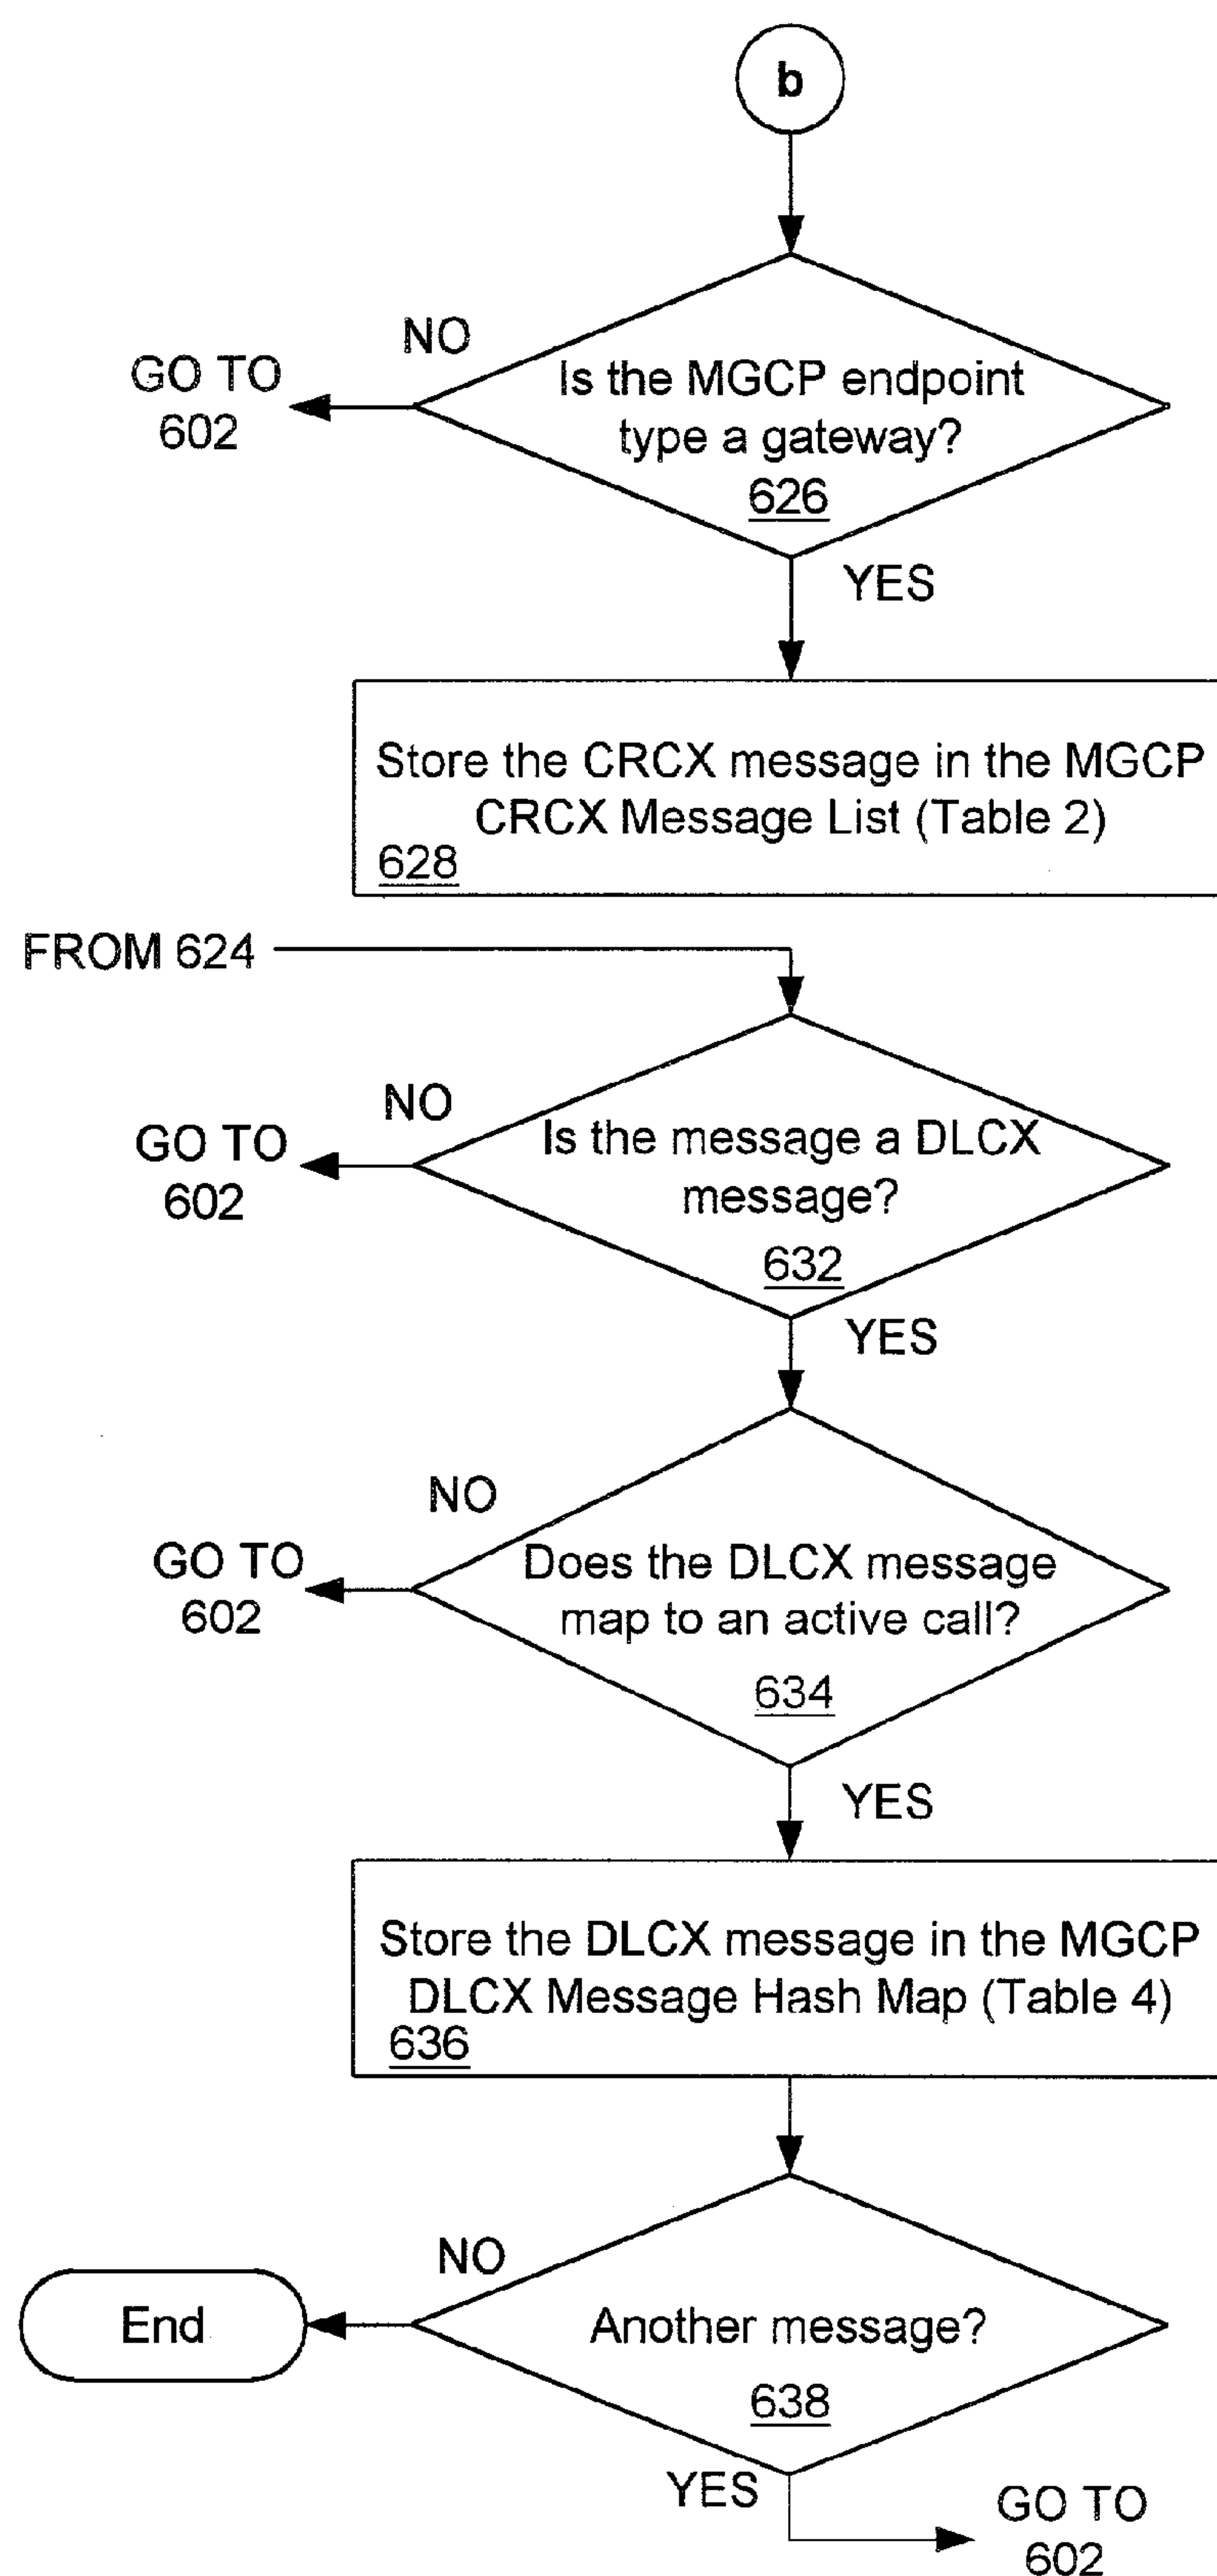 b
NO
GO TO
602
Is the MGCP endpoint
type a gateway?
626
YES
Store the CRCX message in the MGCP
CRCX Message List (Table 2)
628
FROM 624
NO
GO TO
602
Is the message a DLCX
message?
632
YES
NO
GO TO
602
Does the DLCX message
map to an active call?
634
YES
Store the DLCX message in the MGCP
DLCX Message Hash Map (Table 4)
636
NO
End
Another message?
638
YES
GO TO
602